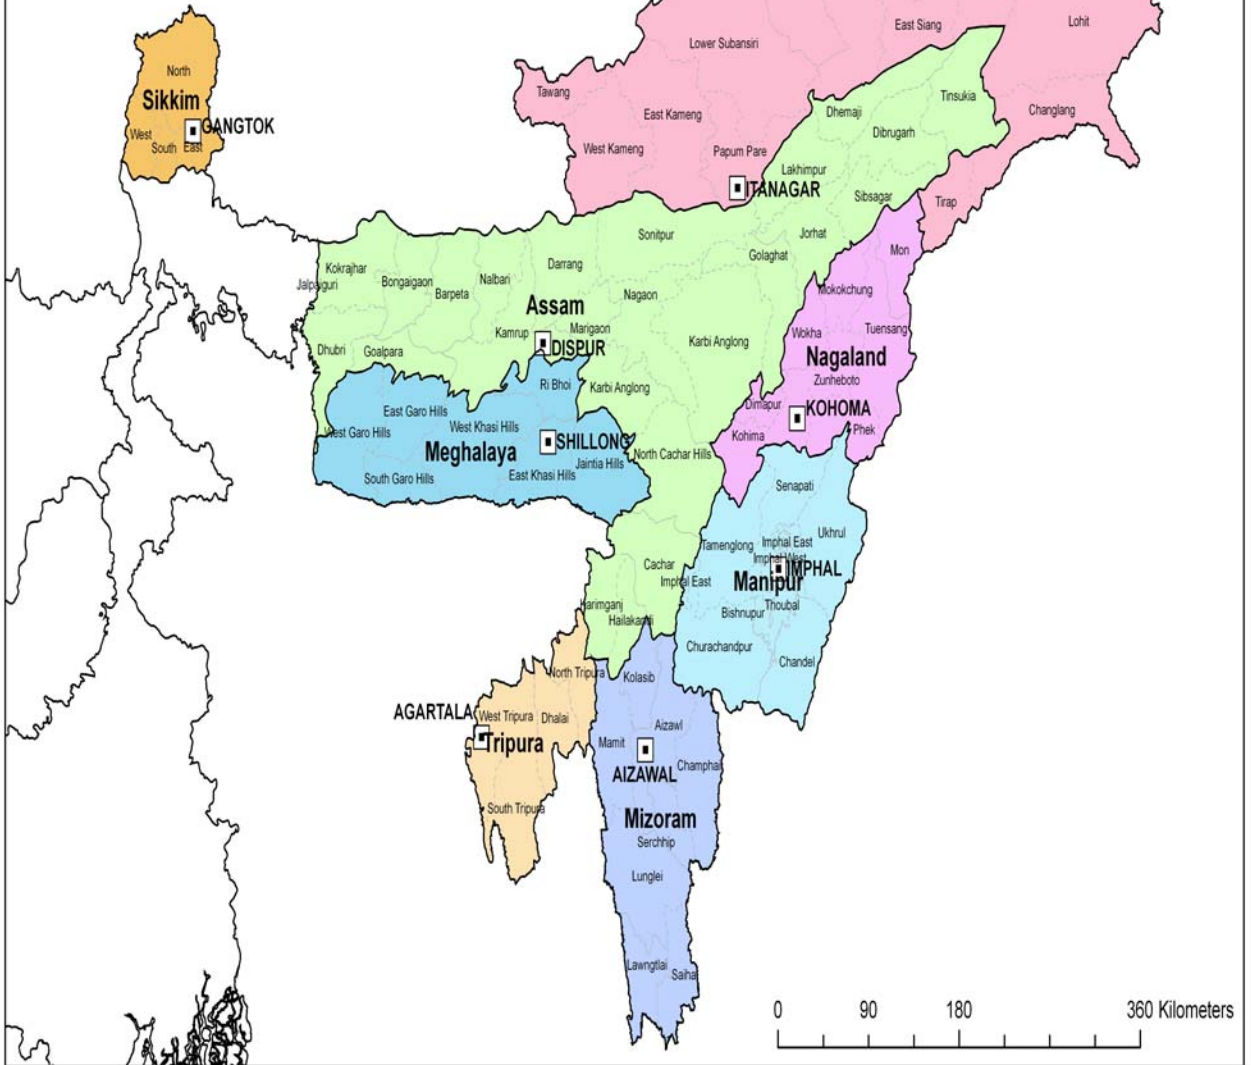 Lohit
East Siang
Lower Subansiri
North
Tawang
Tinsukia
Sikkim
East Kameng
Dhemaji
Changlang
GANGTOK
West
Dibrugarh
South
East
West Kameng
Papum Pare
Lakhimpur
ITANAGAR
Sibsagar
Tirap
Sonitpur
Jorhat
Golaghat
Mon
Kokrajhar
Darrang
Jalpaiguri
Bongaigaon
Nalbari
Barpeta
Nagaon
Mokokchung
Assam
Kamrup
Marigaon
Wokha
Tuensang
Karbi Anglong
DISPUR
Dhubri
Goalpara
Nagaland
Zunheboto
Ri Bhoi
Karbi Anglong
Dimapur
KOHOMA
East Garo Hills
West Khasi Hills
West Garo Hills
Kohima
Phek
SHILLONG
Meghalaya
North Cachar Hills
Jaintia Hills
South Garo Hills
East Khasi Hills
Senapati
Ukhrul
Tamenglong
Imphal East
Imphal West
Cachar
IMPHAL
Imphal East
Manipur
Karimganj
Thoubal
Bishnupur
Hailakandi
Churachandpur
Chandel
North Tripura
Kolasib
AGARTALA
West Tripura
Dhalai
Aizawl
Tripura
Mamit
Champhai
AIZAWAL
South Tripura
Mizoram
Serchhip
Lunglei
Lawngtlai
Saiha
0 90 180 360 Kilometers